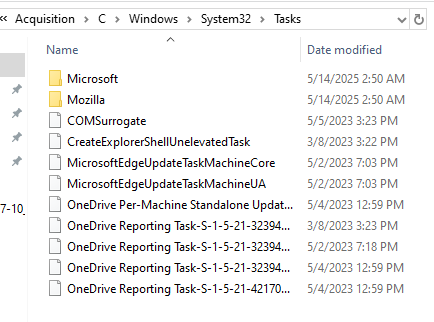 « Acquisition > C > Windows > System32 > Tasks
Name Date modified
Microsoft 5/14/2025 2:50 AM
Mozilla 5/14/2025 2:50 AM
COMSurrogate 5/5/2023 3:23 PM
CreateExplorerShellUnelevatedTask 3/8/2023 3:22 PM
MicrosoftEdgeUpdateTaskMachineCore 5/2/2023 7:03 PM
MicrosoftEdgeUpdateTaskMachineUA 5/2/2023 7:03 PM
OneDrive Per-Machine Standalone Updat... 5/4/2023 12:59 PM
OneDrive Reporting Task-S-1-5-21-32394... 3/8/2023 3:23 PM
OneDrive Reporting Task-S-1-5-21-32394... 5/2/2023 7:18 PM
7-10_
OneDrive Reporting Task-S-1-5-21-32394... 5/4/2023 12:59 PM
OneDrive Reporting Task-S-1-5-21-42170... 5/4/2023 12:59 PM